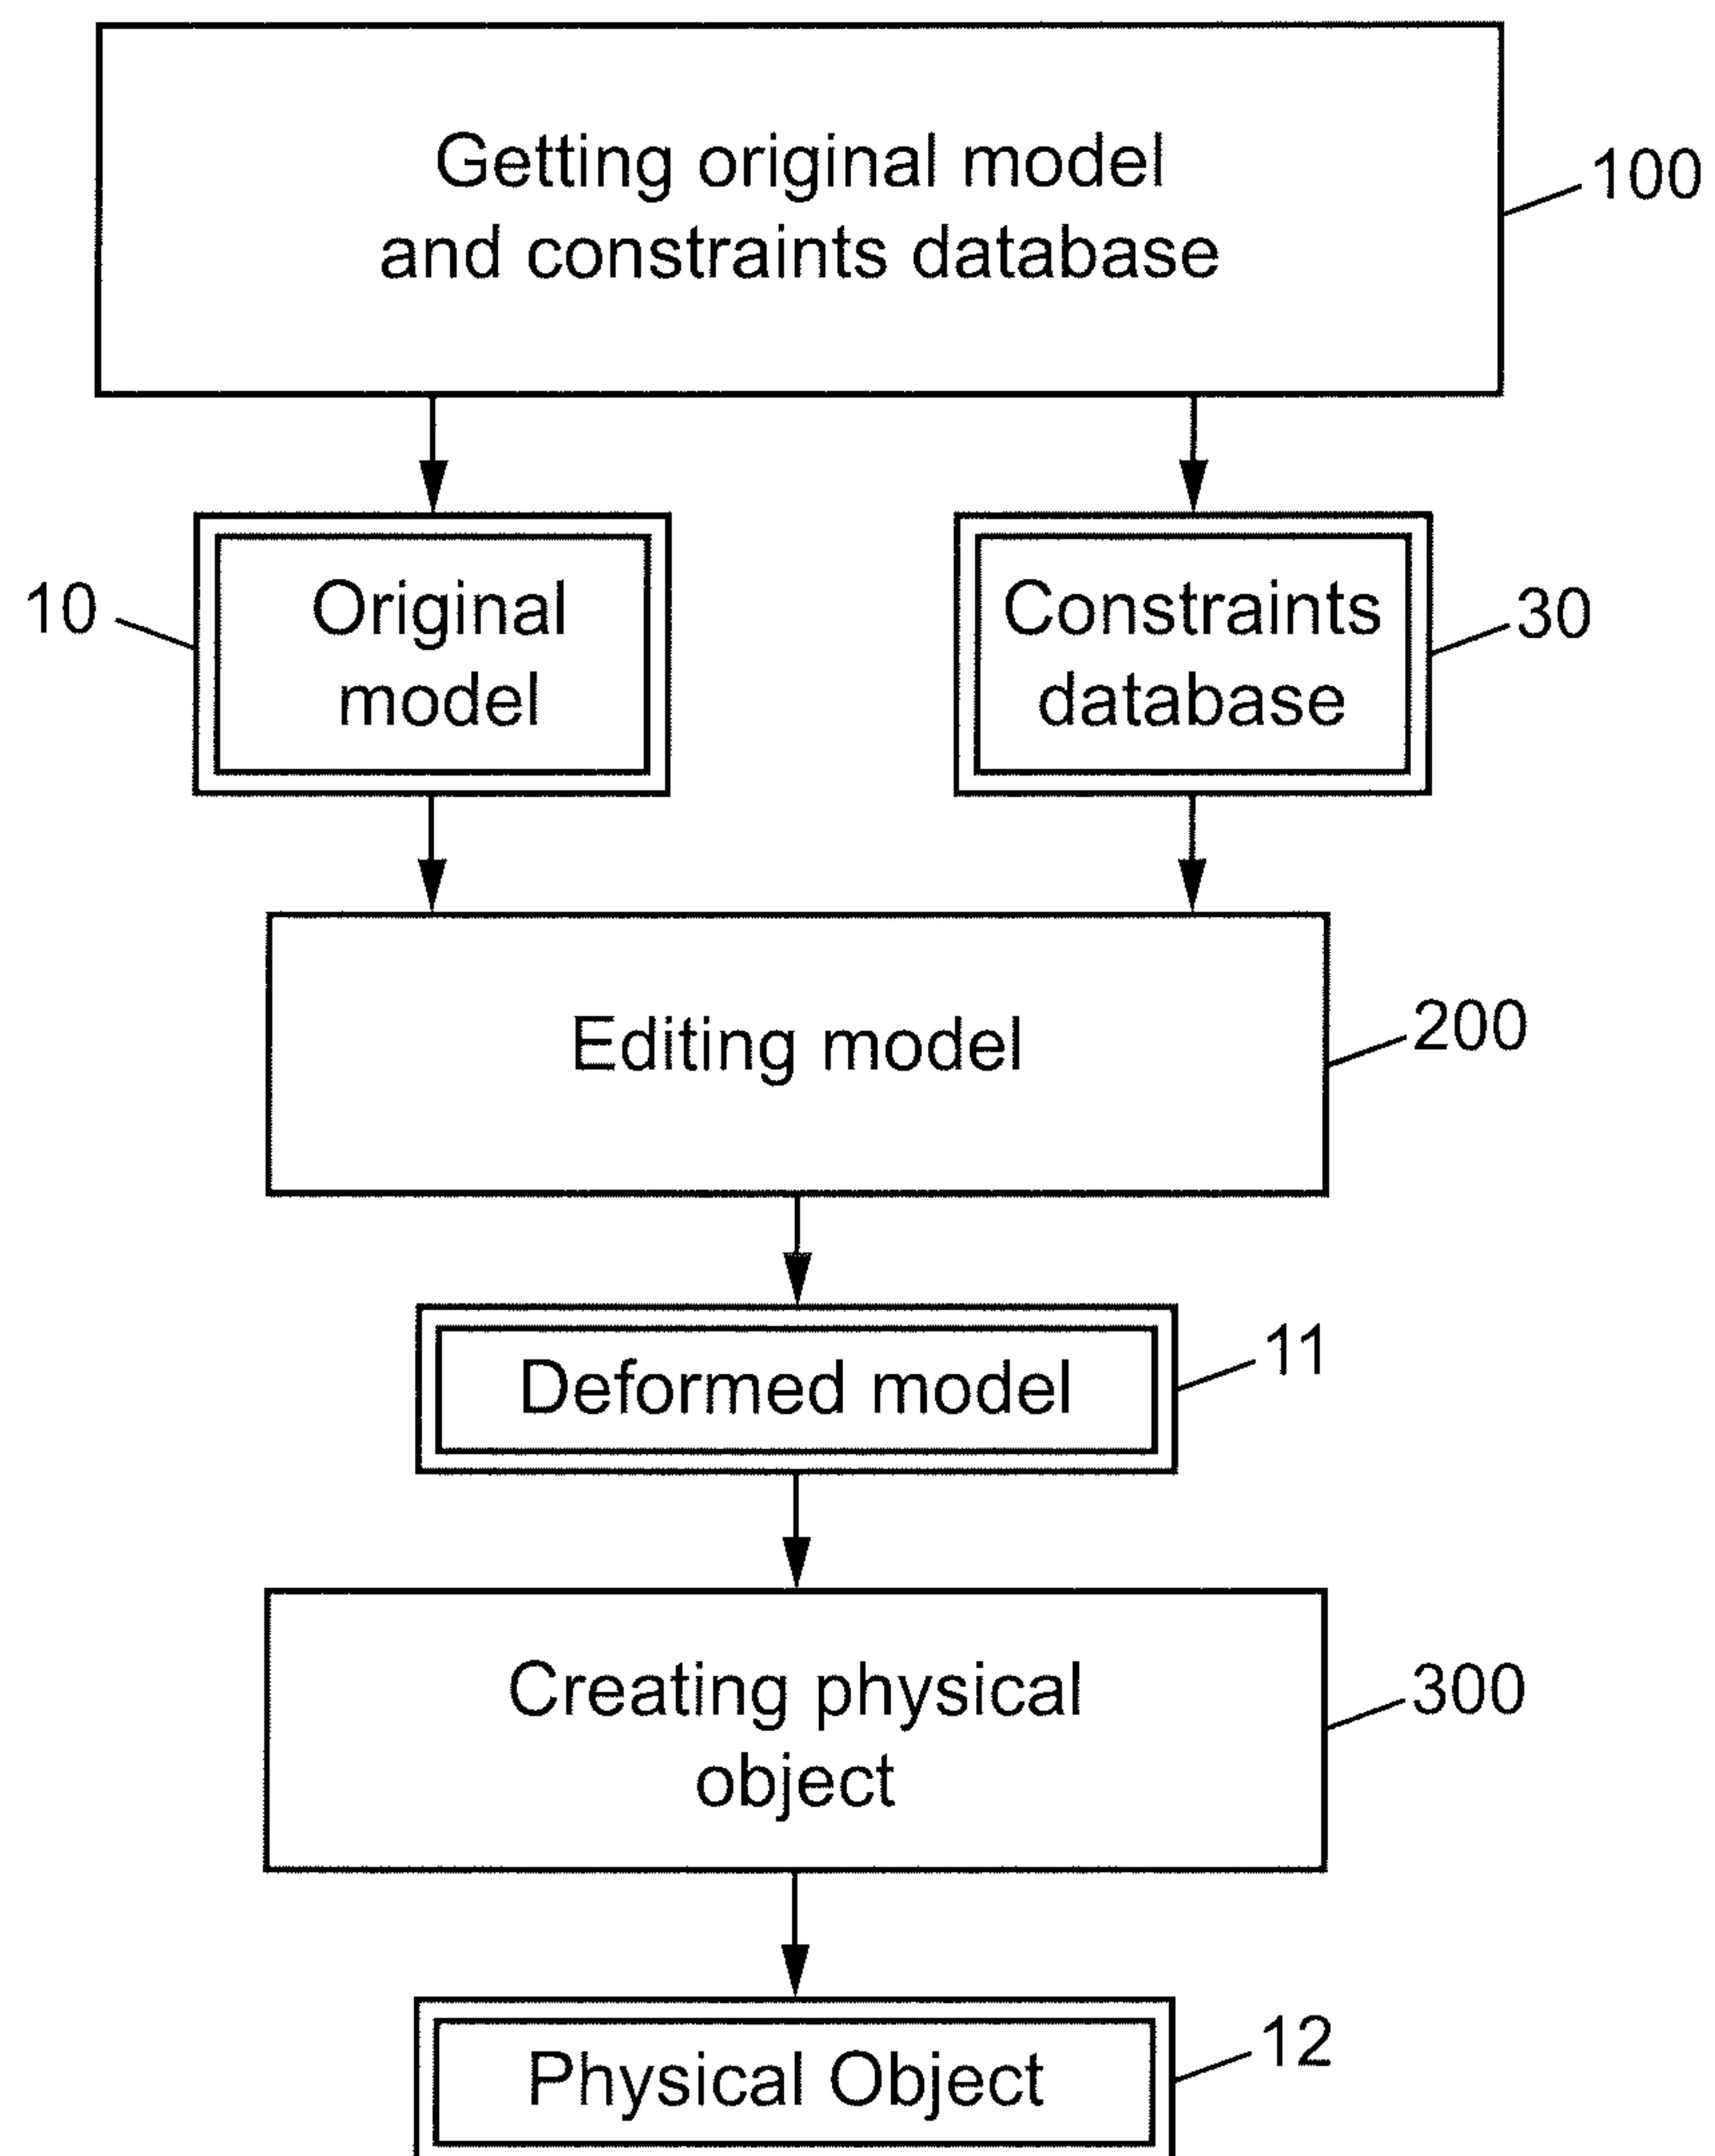 Getting original model
and constraints database
100
10
Original
model
Constraints
database
30
Editing model
200
Deformed model
11
Creating physical
object
300
Physical Object
12